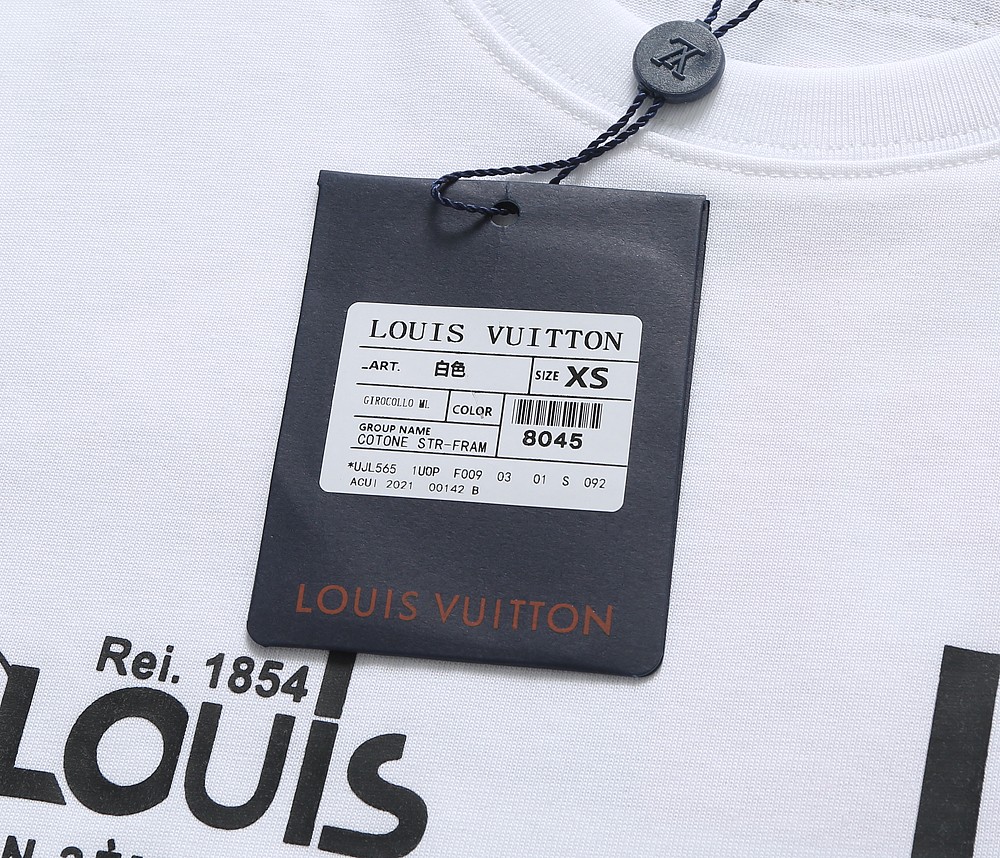 LOUIS VUITTON
ART. 白色
SIZE XS
GIROCOLLO ML
COLOR
8045
GROUP NAME
COTONE STR-FRAM
*UJL565 1U0P F009 03 01 S 092
ACUI 2021 00142 B
LOUIS VUITTON
Rei. 1854
LOUIS